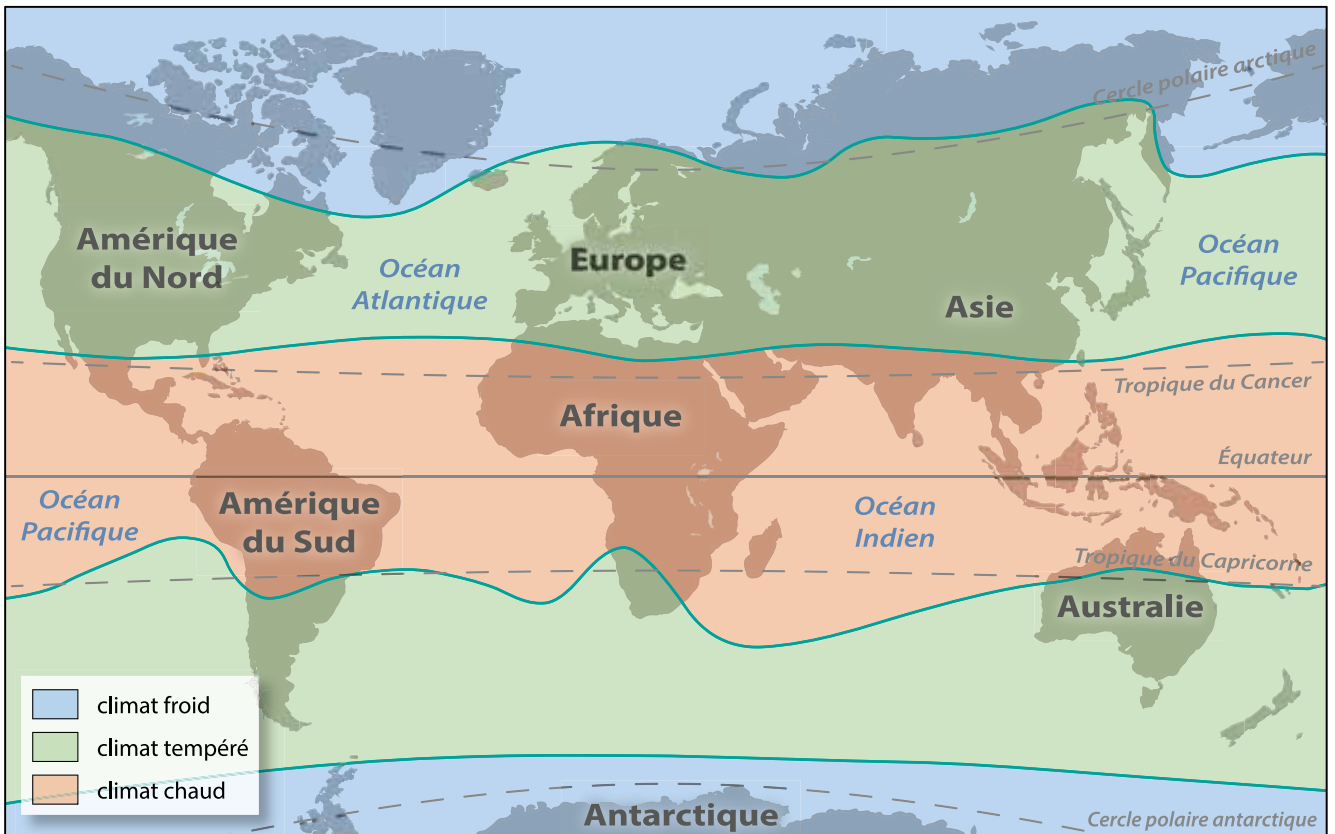 Cercle polaire arctique
Amérique
du Nord
Océan
Atlantique
Europe
Asie
Océan
Pacifique
Tropique du Cancer
Afrique
Équateur
Océan
Pacifique
Amérique
du Sud
Océan
Indien
Tropique du Capricorne
Australie
climat froid
climat tempéré
climat chaud
Antarctique
Cercle polaire antarctique